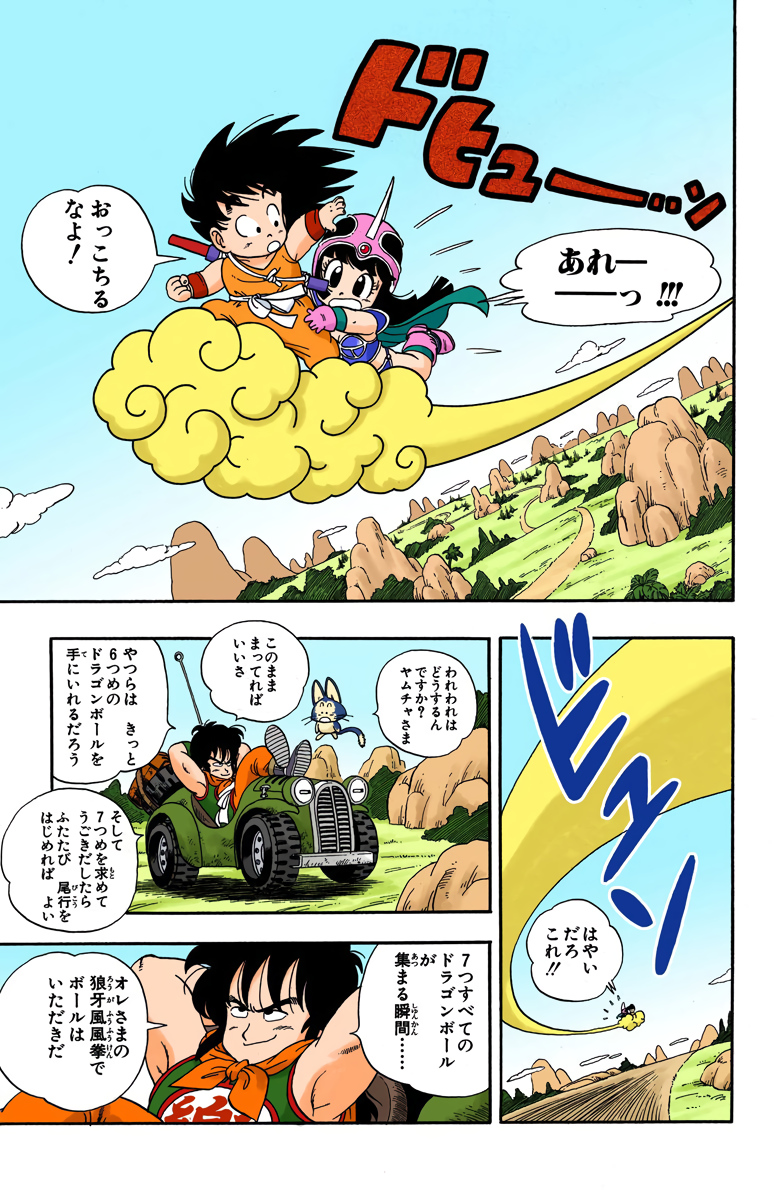 ドヒューーッン
おっこちる
なよ！
あれー
ーーっ!!!
ビュン
はやい
だろ
これ!!
われわれは
どうするん
ですか？
ヤムチャさま
このまま
まってれば
いいさ
やつらは きっと
6つめの
ドラゴンボールを
手にいれるだろう
そして
7つめを求めて
うごきだしたら
ふたたび 尾行を
はじめれば よい
7つすべての
ドラゴンボール
が
集まる瞬間……
オレさまの
狼牙風風拳で
ボールは
いただきだ